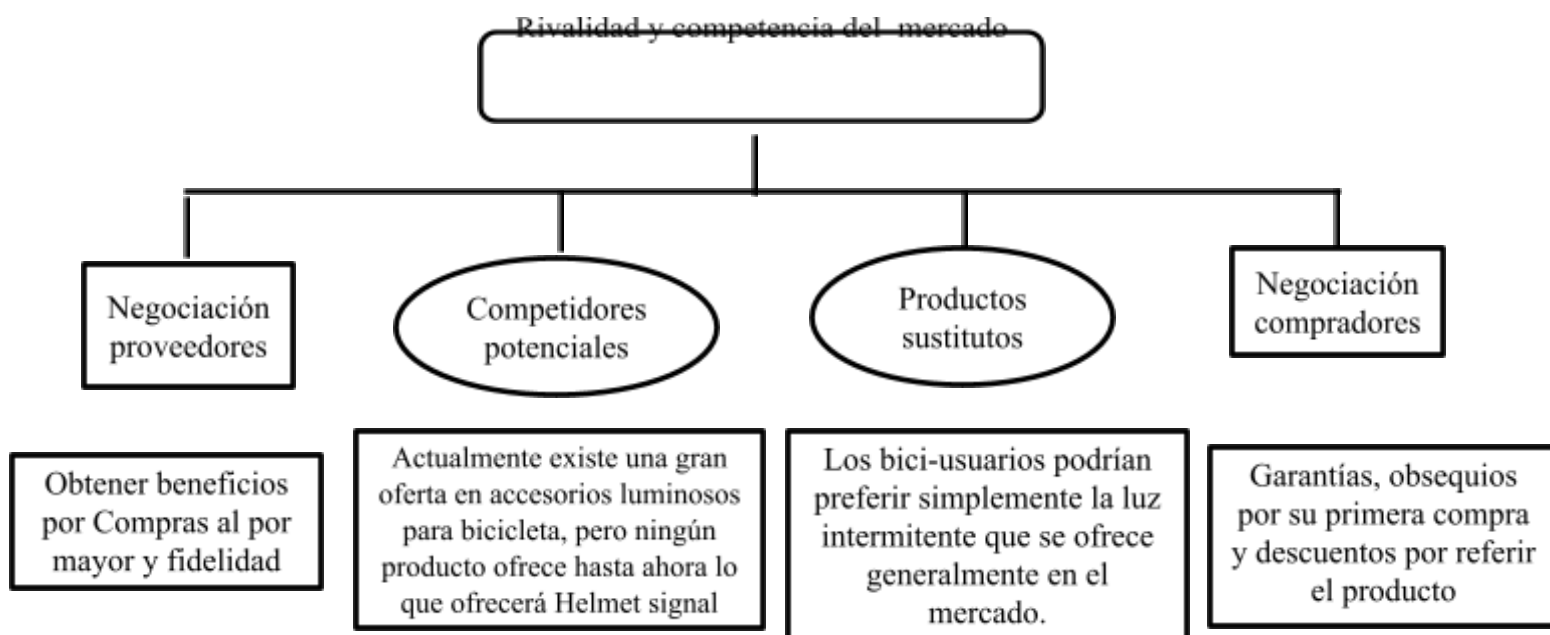 Rivalidad y competencia del mercado
Negociación
proveedores
Competidores
potenciales
Productos
sustitutos
Negociación
compradores
Obtener beneficios
por Compras al por
mayor y fidelidad
Actualmente existe una gran
oferta en accesorios luminosos
para bicicleta, pero ningún
producto ofrece hasta ahora lo
que ofrecerá Helmet signal
Los bici-usuarios podrían
preferir simplemente la luz
intermitente que se ofrece
generalmente en el
mercado.
Garantías, obsequios
por su primera compra
y descuentos por referir
el producto